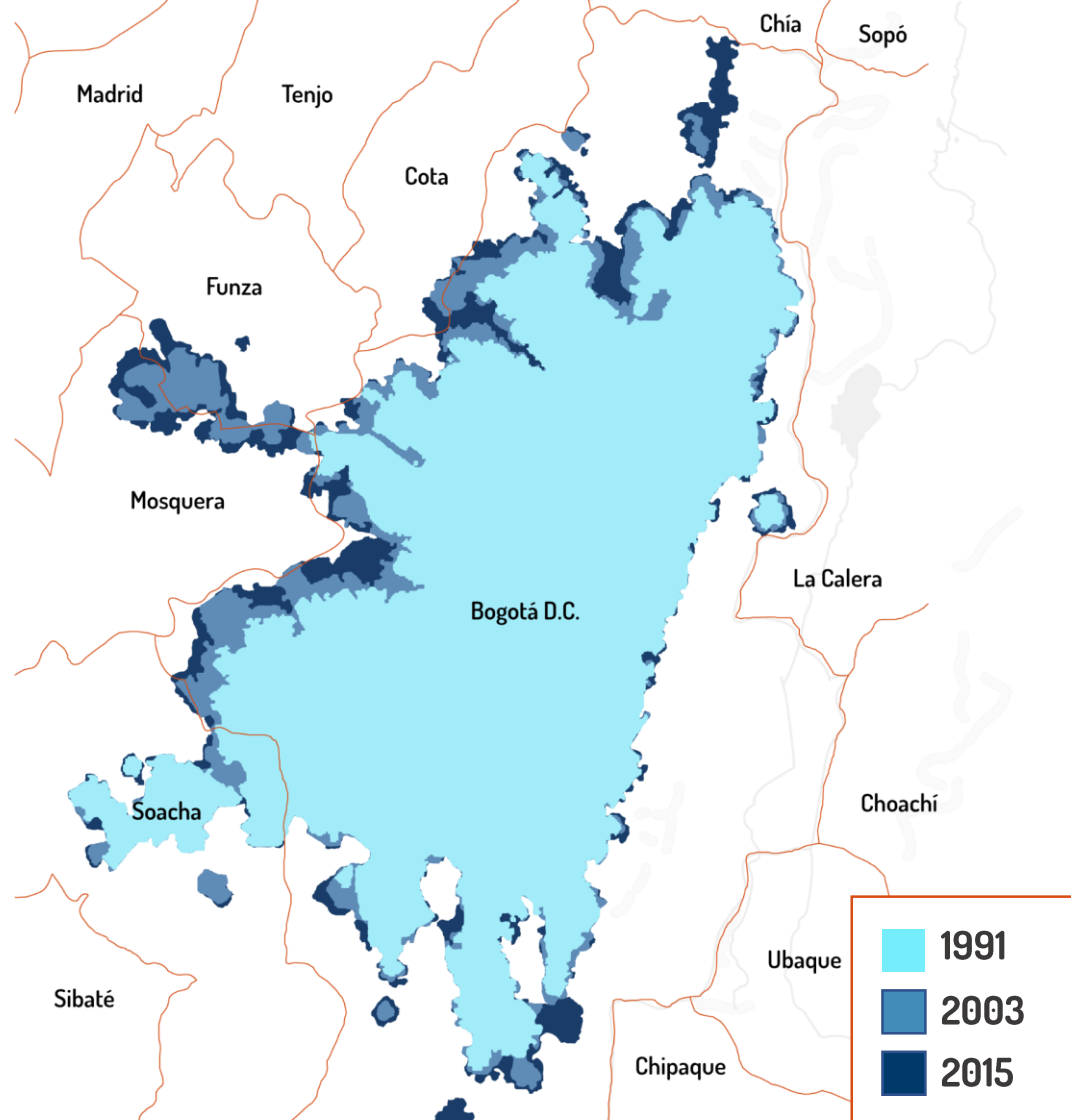 Chía
Sopó
Madrid
Tenjo
Cota
Funza
Mosquera
La Calera
Bogotá D.C.
Soacha
Choachí
Ubaque
Sibaté
Chipaque
1991
2003
2015